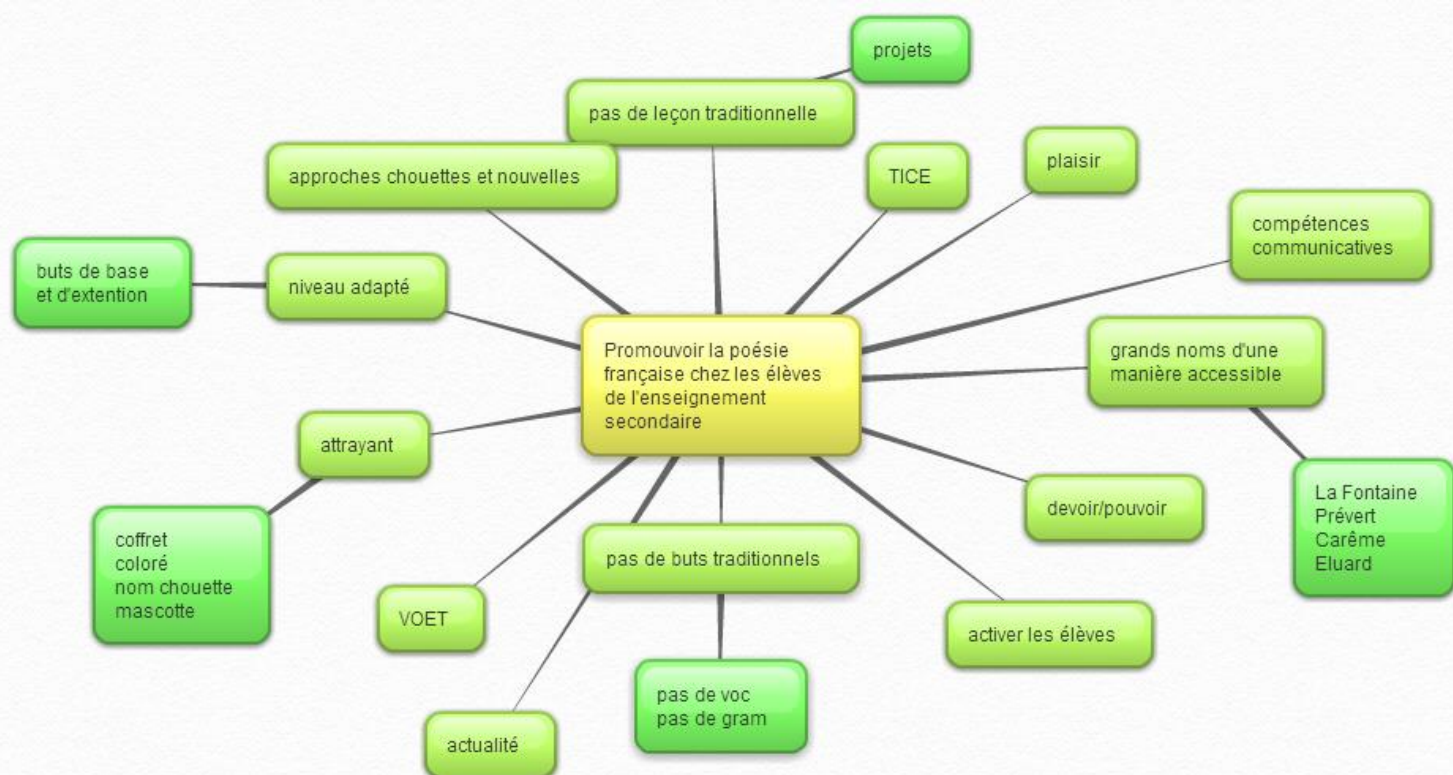 projets
pas de leçon traditionnelle
approches chouettes et nouvelles
TICE
plaisir
compétences
communicatives
buts de base
et d'extention
niveau adapté
Promouvoir la poésie
française chez les élèves
de l'enseignement
secondaire
grands noms d'une
manière accessible
attrayant
La Fontaine
Prévert
Carême
Eluard
devoir/pouvoir
coffret
coloré
nom chouette
mascotte
pas de buts traditionnels
VOET
activer les élèves
pas de voc
pas de gram
actualité